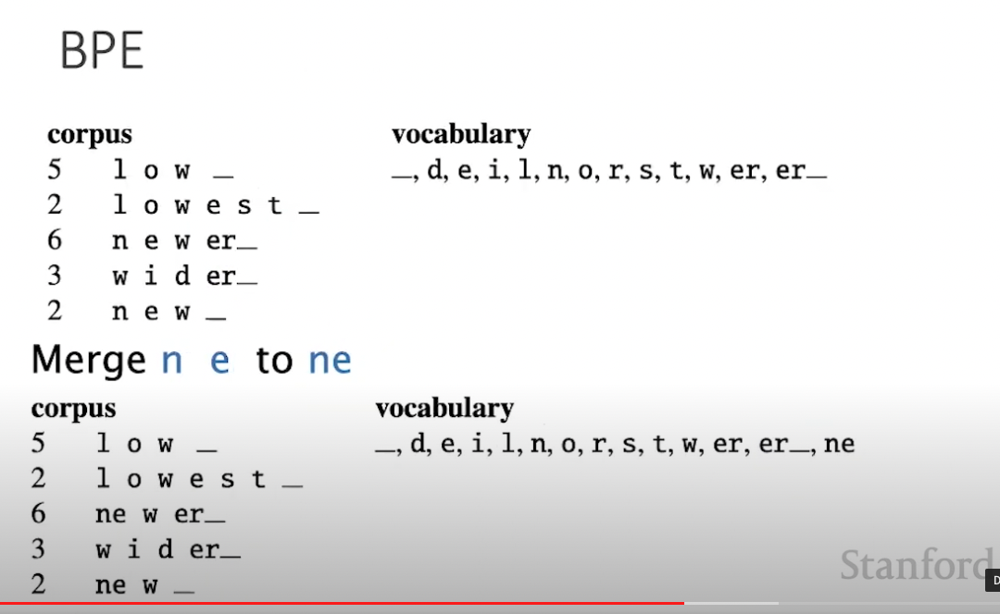 BPE
corpus vocabulary
5 l o w _ _, d, e, i, l, n, o, r, s, t, w, er, er_
2 l o w e s t _
6 n e w er_
3 w i d er_
2 n e w _
Merge n e to ne
corpus vocabulary
5 l o w _ _, d, e, i, l, n, o, r, s, t, w, er, er_, ne
2 l o w e s t _
6 ne w er_
3 w i d er_
2 ne w _
Stanford
D